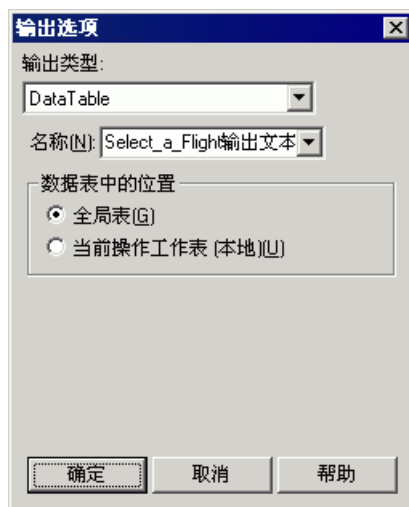 输出选项
输出类型:
DataTable
名称(N): Select_a_Flight输出文本
数据表中的位置
全局表(G)
当前操作工作表 (本地)(U)
确定 取消 帮助